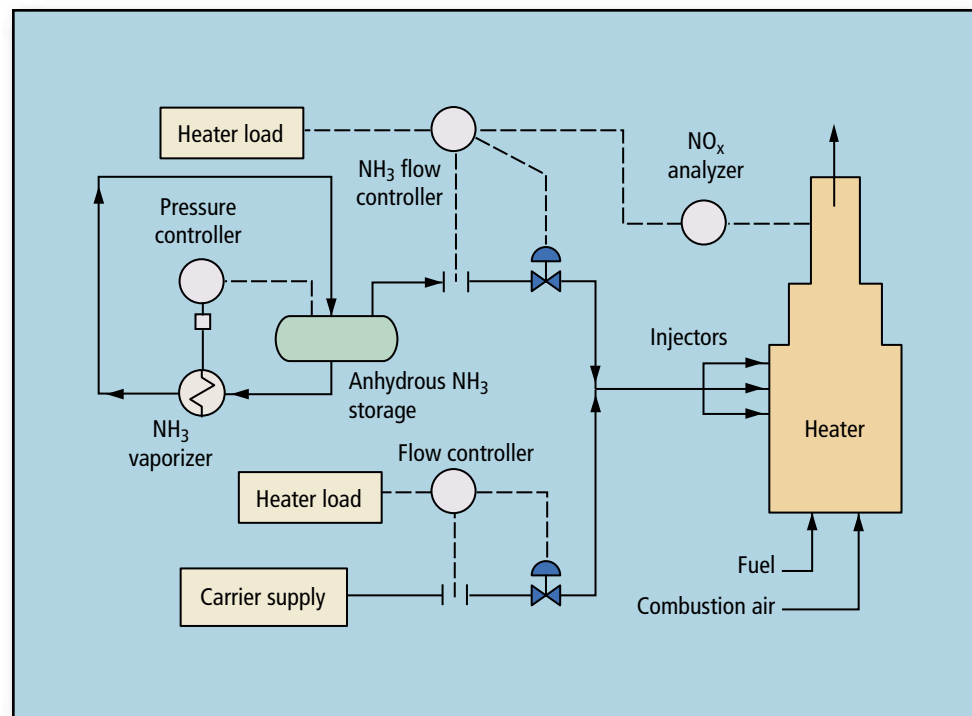 Heater load
NH₃ flow
controller
NOₓ
analyzer
Pressure
controller
Injectors
Anhydrous NH₃
storage
NH₃
vaporizer
Heater
Flow controller
Heater load
Fuel
Carrier supply
Combustion air